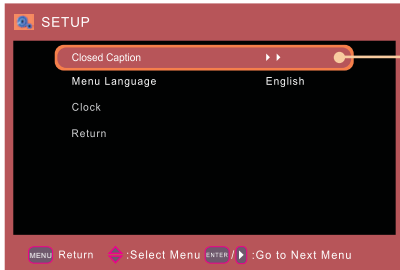 SETUP
Closed Caption
Menu Language English
Clock
Return
MENU Return :Select Menu ENTER / :Go to Next Menu